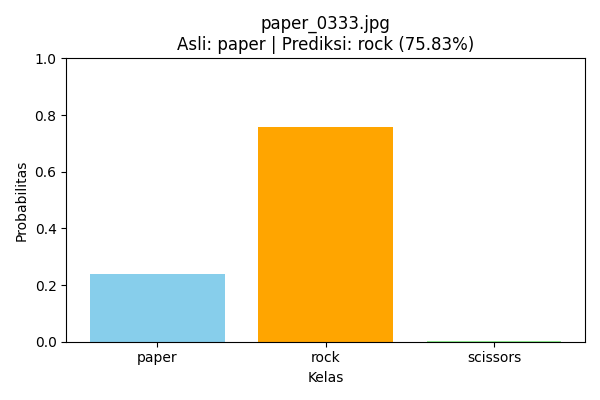 paper_0333.jpg
Asli: paper | Prediksi: rock (75.83%)
1.0
0.8
0.6
0.4
0.2
0.0
Probabilitas
paper rock scissors
Kelas